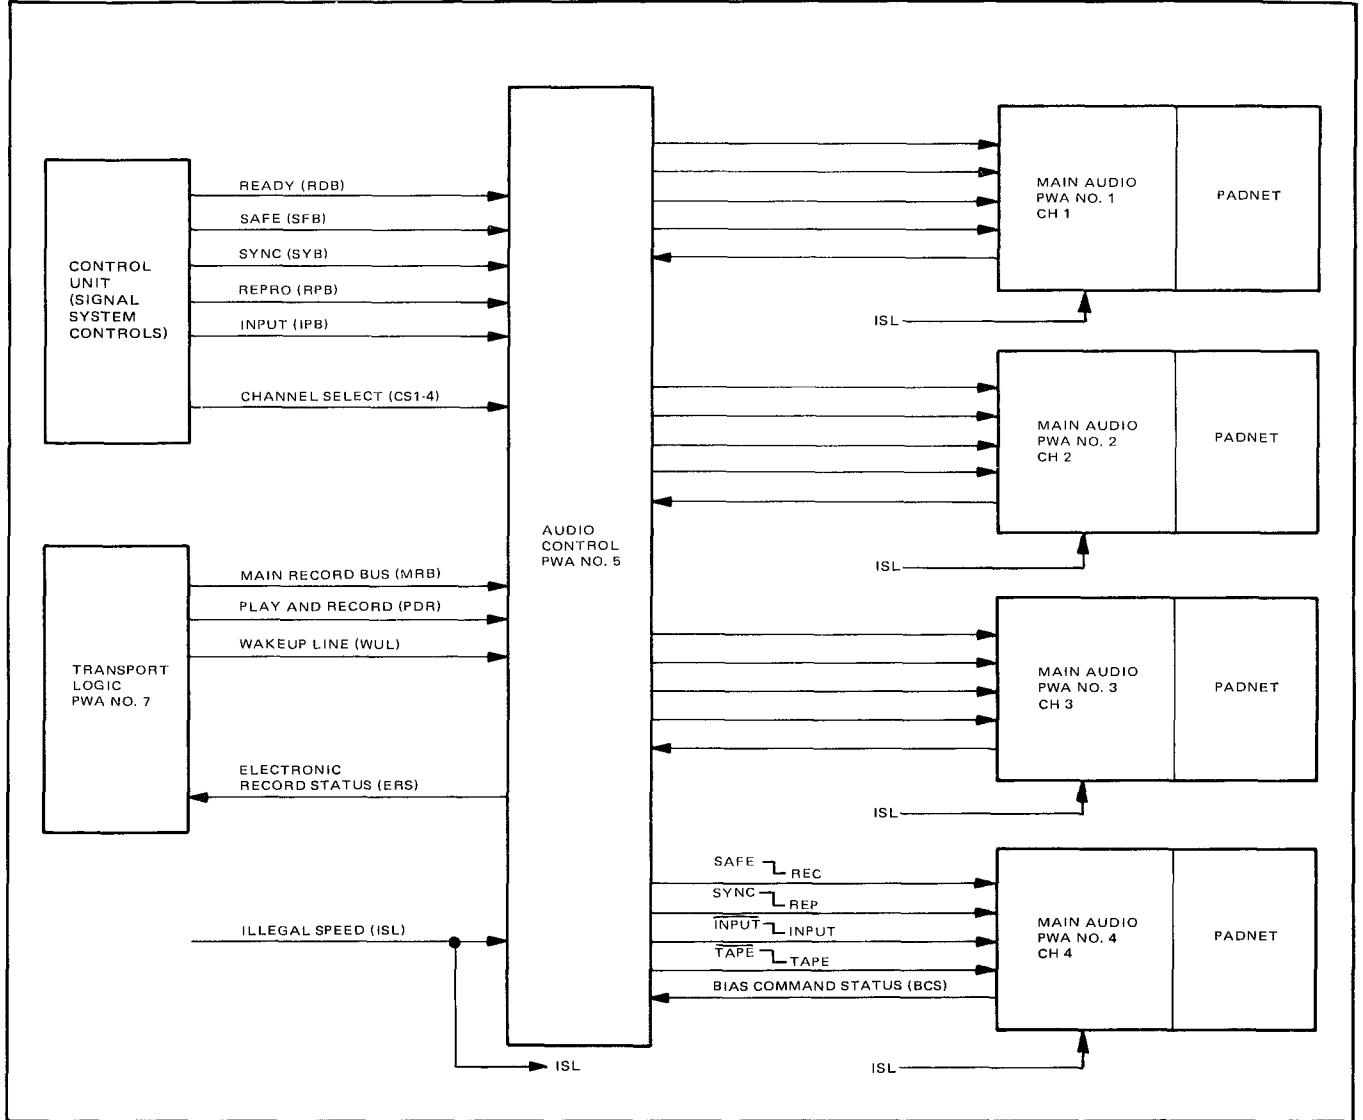 CONTROL
UNIT
(SIGNAL
SYSTEM
CONTROLS)
READY (RDB)
SAFE (SFB)
SYNC (SYB)
REPRO (RPB)
INPUT (IPB)
CHANNEL SELECT (CS1-4)
TRANSPORT
LOGIC
PWA NO. 7
MAIN RECORD BUS (MRB)
PLAY AND RECORD (PDR)
WAKEUP LINE (WUL)
ELECTRONIC
RECORD STATUS (ERS)
ILLEGAL SPEED (ISL)
ISL
AUDIO
CONTROL
PWA NO. 5
MAIN AUDIO
PWA NO. 1
CH 1
PADNET
ISL
MAIN AUDIO
PWA NO. 2
CH 2
PADNET
ISL
MAIN AUDIO
PWA NO. 3
CH 3
PADNET
ISL
SAFE REC
SYNC REP
INPUT INPUT
TAPE TAPE
BIAS COMMAND STATUS (BCS)
MAIN AUDIO
PWA NO. 4
CH 4
PADNET
ISL